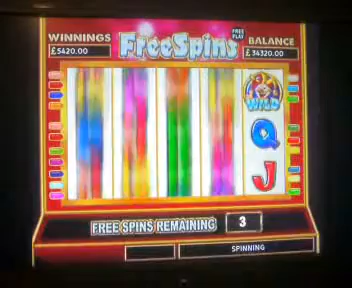 WINNINGS
£5420.00
FreeSpins
FREE
PLAY
BALANCE
£34320.00
WILD
Q
J
FREE SPINS REMAINING 3
SPINNING